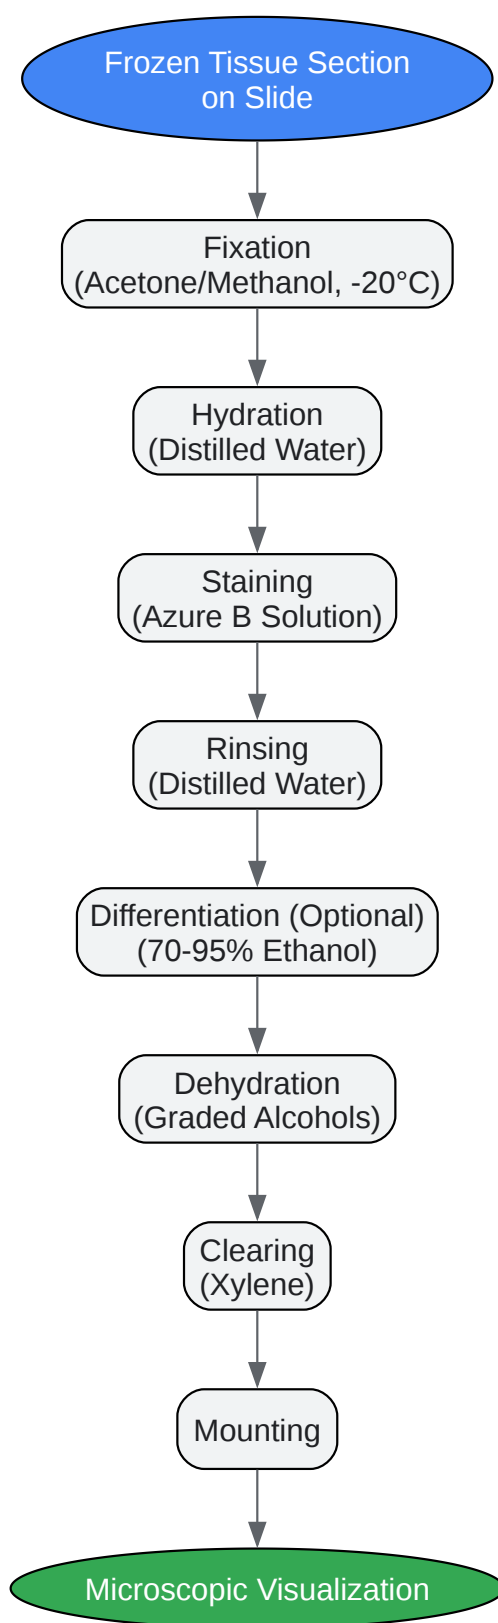 Frozen Tissue Section
on Slide
Fixation
(Acetone/Methanol, -20°C)
Hydration
(Distilled Water)
Staining
(Azure B Solution)
Rinsing
(Distilled Water)
Differentiation (Optional)
(70-95% Ethanol)
Dehydration
(Graded Alcohols)
Clearing
(Xylene)
Mounting
Microscopic Visualization